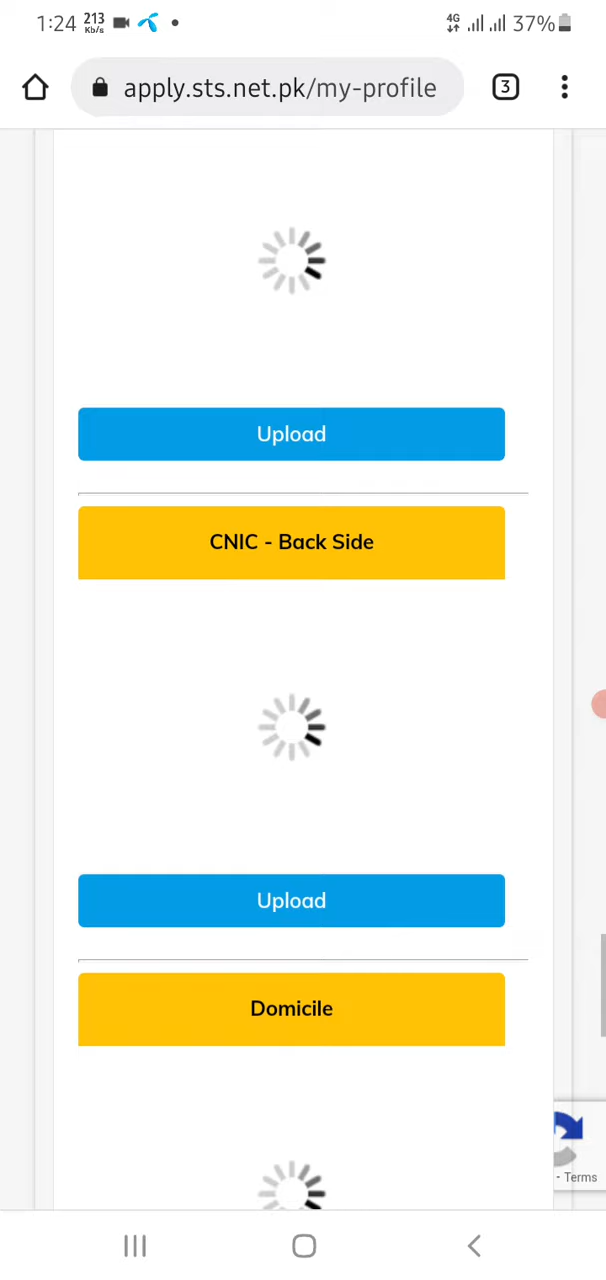 1:24 213 Kb/s 4G 37%
apply.sts.net.pk/my-profile 3
Upload
CNIC - Back Side
Upload
Domicile
- Terms